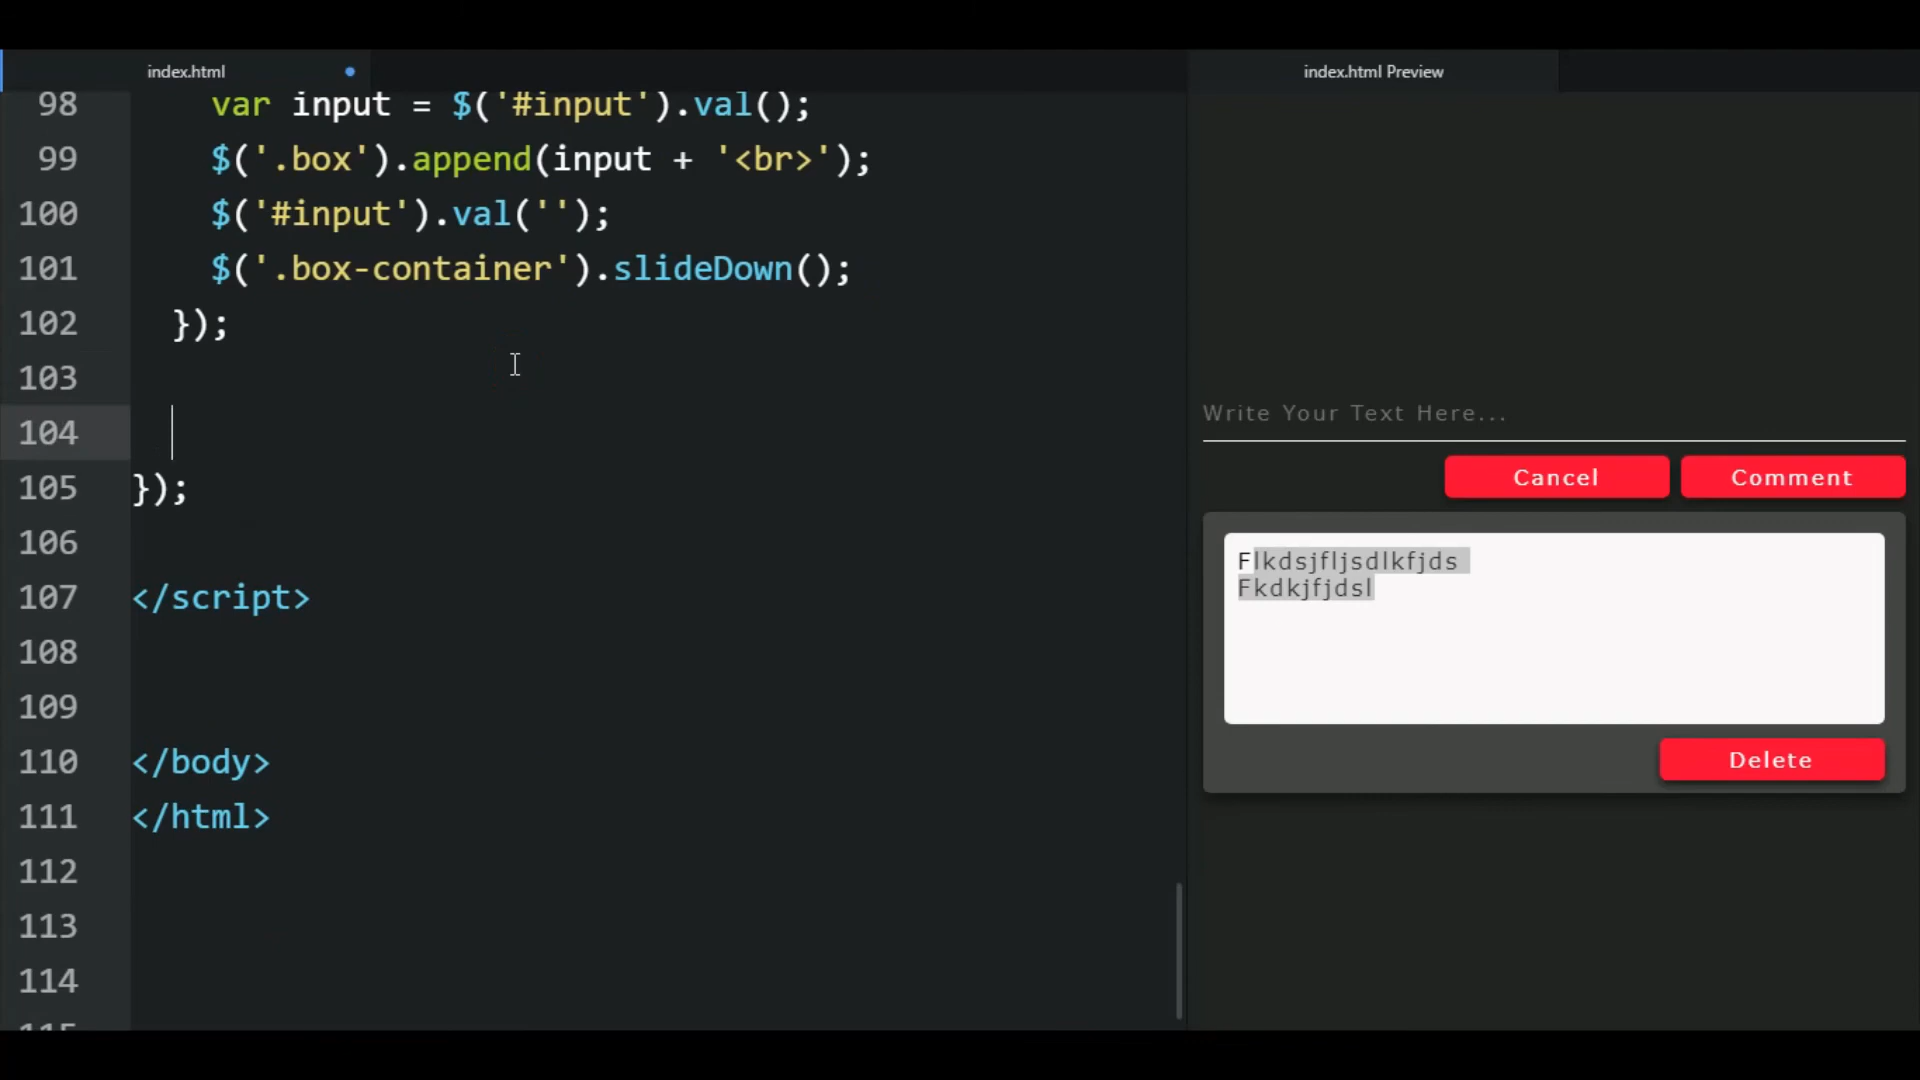 index.html
index.html Preview
98 var input = $('#input').val();
99 $('.box').append(input + '<br>');
100 $('#input').val('');
101 $('.box-container').slideDown();
102 });
103
104
105 });
106
107 </script>
108
109
110 </body>
111 </html>
112
113
114
115
Write Your Text Here...
Cancel Comment
Flkdsjfljsdlkfjds
Fkdkjfjdsl
Delete